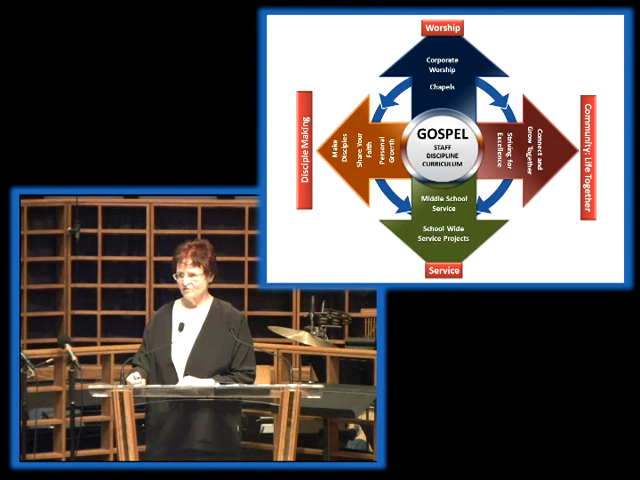 Worship
Corporate
Worship
Chapels
Disciple Making
Make
Disciples
Share Your
Faith
Personal
Growth
GOSPEL
STAFF
DISCIPLINE
CURRICULUM
Striving for
Excellence
Connect and
Grow Together
Community: Life Together
Middle School
Service
School Wide
Service Projects
Service